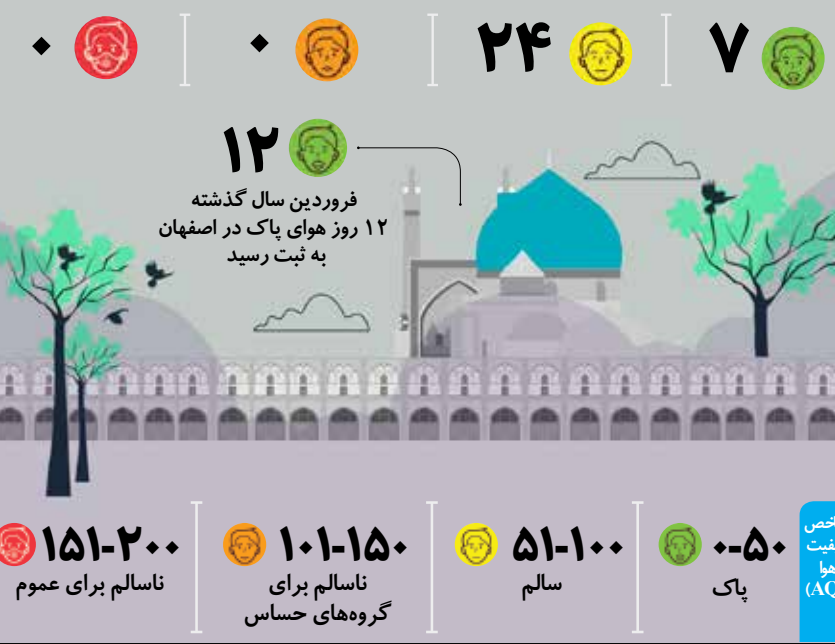 ۷
۲۴
۰
۰
۱۲
فروردین سال گذشته
۱۲ روز هوای پاک در اصفهان
به ثبت رسید
۰-۵۰
پاک
۵۱-۱۰۰
سالم
۱۰۱-۱۵۰
ناسالم برای
گروه‌های حساس
۱۵۱-۲۰۰
ناسالم برای عموم
هوا